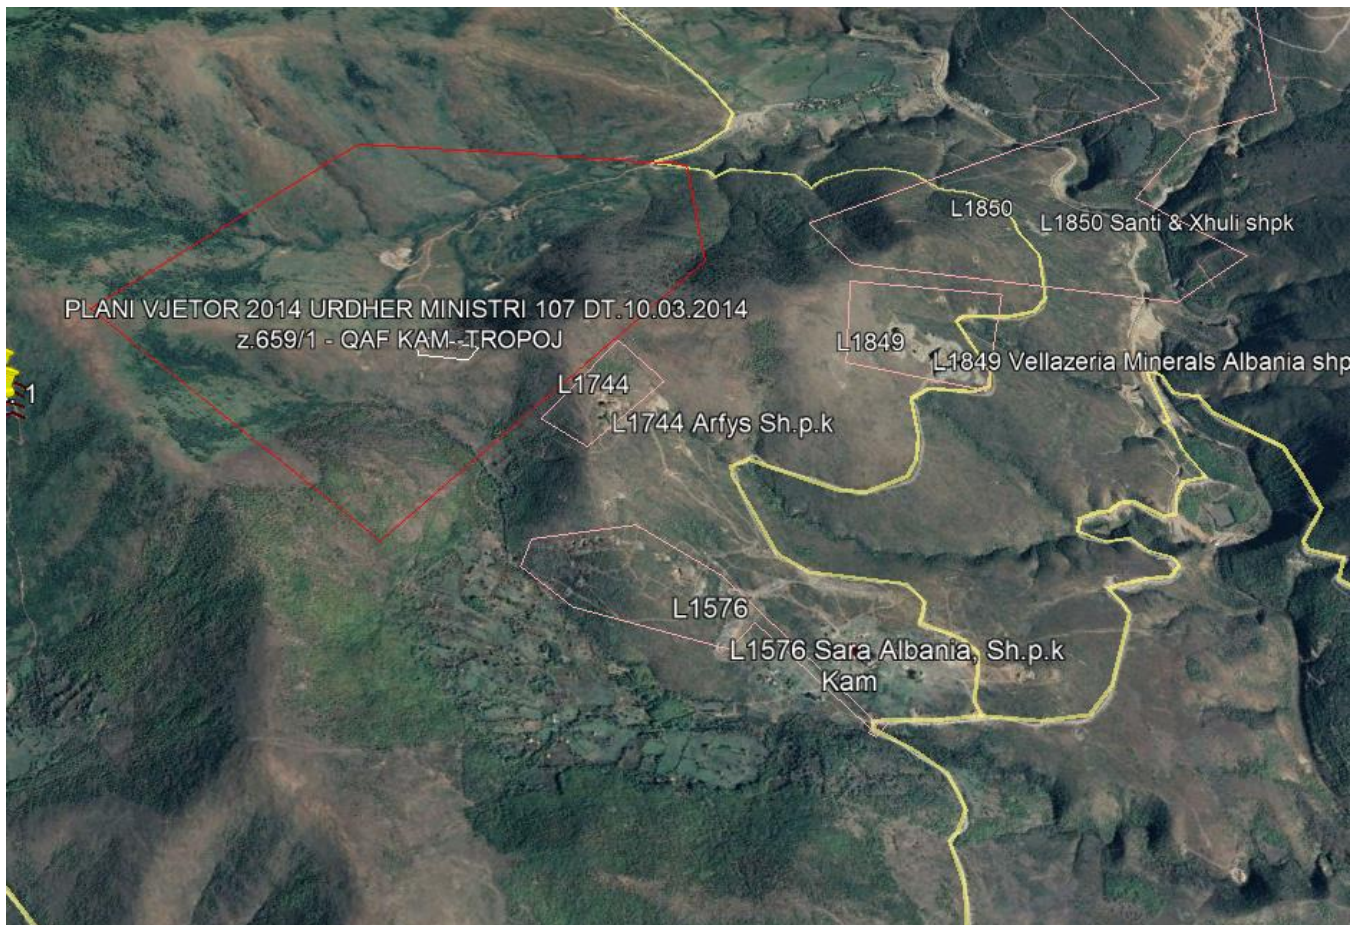 L1850
L1850 Santi & Xhuli shpk
PLANI VJETOR 2014 URDHER MINISTRI 107 DT.10.03.2014
z.659/1 - QAF KAM--TROPOJ
L1849
L1849 Vellazeria Minerals Albania shp
L1744
L1744 Arfys Sh.p.k
1
L1576
L1576 Sara Albania, Sh.p.k
Kam